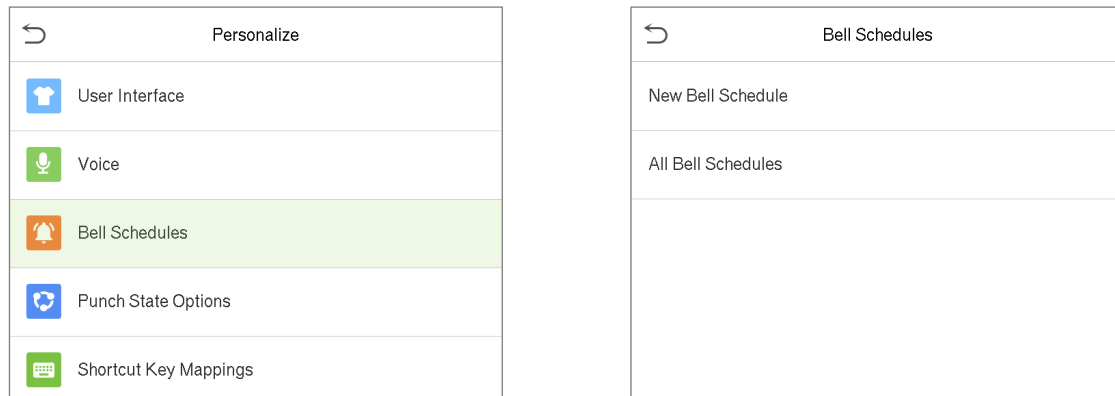 Personalize
User Interface
Voice
Bell Schedules
Punch State Options
Shortcut Key Mappings
Bell Schedules
New Bell Schedule
All Bell Schedules